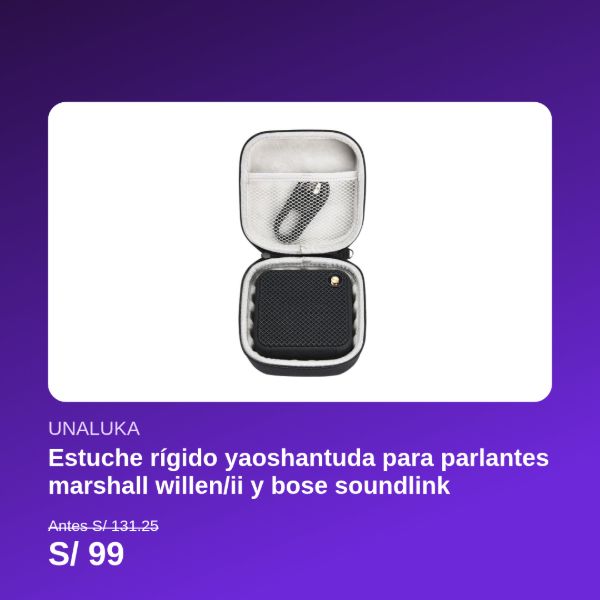 UNALUKA
Estuche rígido yaoshantuda para parlantes
marshall willen/ii y bose soundlink
Antes S/ 131.25
S/ 99